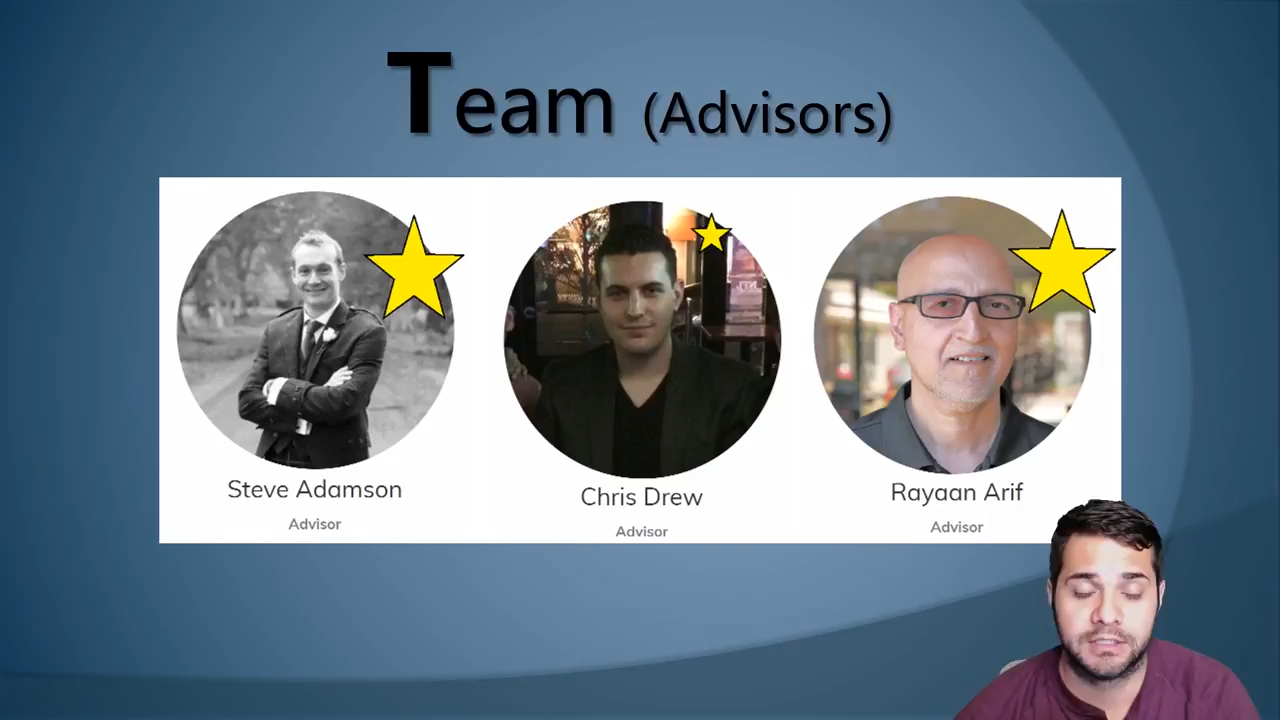 Team (Advisors)
Steve Adamson
Chris Drew
Rayaan Arif
Advisor
Advisor
Advisor